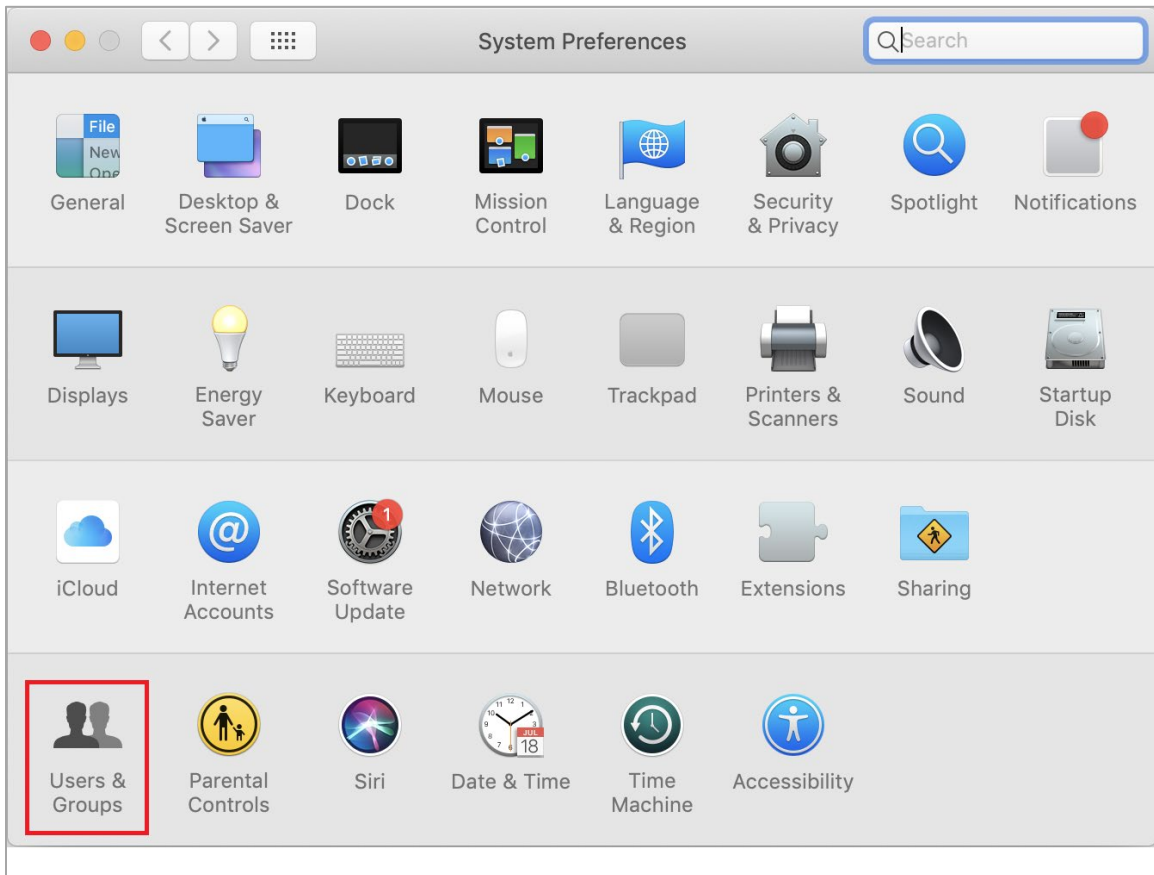 System Preferences
Search
File
New
Ope
General
Desktop &
Screen Saver
Dock
Mission
Control
Language
& Region
Security
& Privacy
Spotlight
Notifications
Displays
Energy
Saver
Keyboard
Mouse
Trackpad
Printers &
Scanners
Sound
Startup
Disk
iCloud
@
Internet
Accounts
1
Software
Update
Network
Bluetooth
Extensions
Sharing
Users &
Groups
Parental
Controls
Siri
JUL
18
Date & Time
Time
Machine
Accessibility